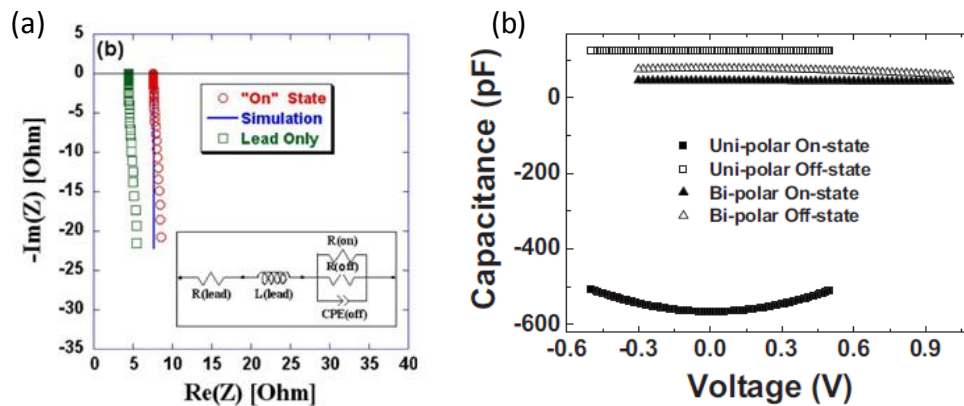 (a)
(b)
-Im(Z) [Ohm]
5
0
-5
-10
-15
-20
-25
-30
-35
"On" State
Simulation
Lead Only
R(on)
R(off)
R(lead)
L(lead)
CPE(off)
0 5 10 15 20 25 30 35 40
Re(Z) [Ohm]
(b)
Capacitance (pF)
0
-200
-400
-600
Uni-polar On-state
Uni-polar Off-state
Bi-polar On-state
Bi-polar Off-state
-0.6 -0.3 0.0 0.3 0.6 0.9
Voltage (V)